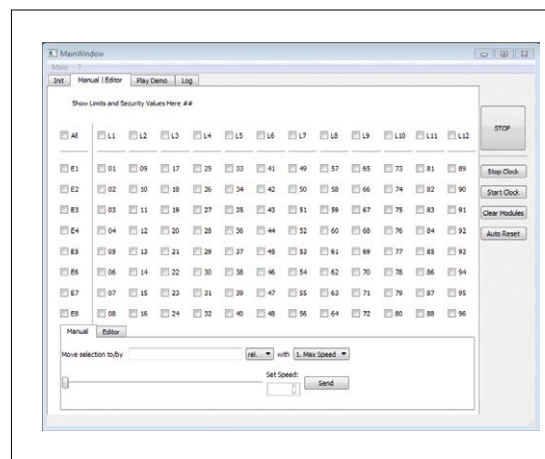 MainWindow
Main ?
Init Manual | Editor Play Demo Log
Show Limits and Security Values Here ##
STOP
All L1 L2 L3 L4 L5 L6 L7 L8 L9 L10 L11 L12
E1 01 09 17 25 33 41 49 57 65 73 81 89
Stop Clock
E2 02 10 18 26 34 42 50 58 66 74 82 90
Start Clock
E3 03 11 19 27 35 43 51 59 67 75 83 91
Clear Modules
E4 04 12 20 28 36 44 52 60 68 76 84 92
Auto Reset
E5 05 13 21 29 37 45 53 61 69 77 85 93
E6 06 14 22 30 38 46 54 62 70 78 86 94
E7 07 15 23 31 39 47 55 63 71 79 87 95
E8 08 16 24 32 40 48 56 64 72 80 88 96
Manual Editor
Move selection to/by rel. with 1. Max Speed
Set Speed:
Send